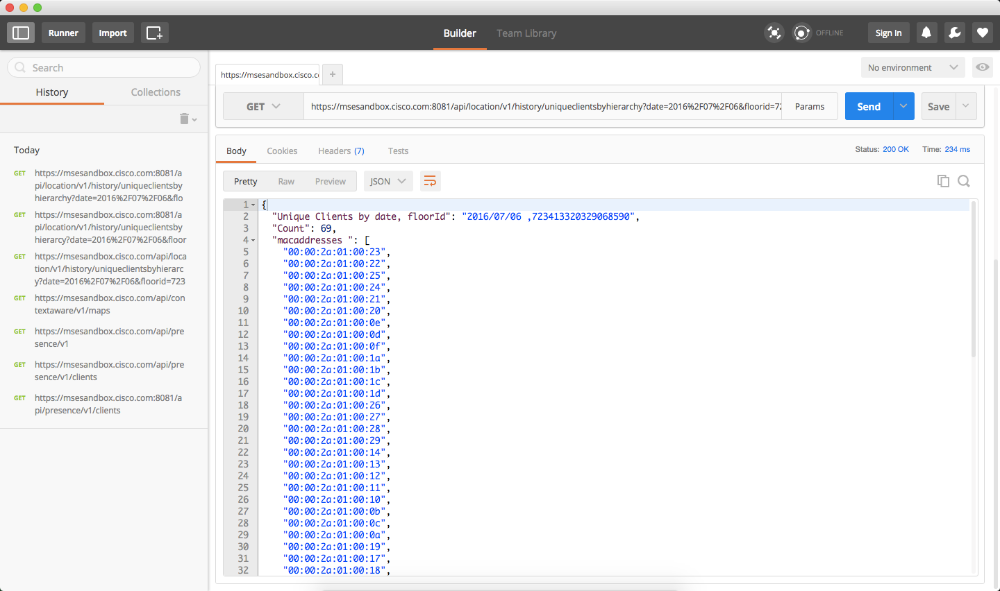 Runner
Import
Builder
Team Library
OFFLINE
Sign In
Search
History
Collections
Today
GET https://msesandbox.cisco.com:8081/a
pi/location/v1/history/uniqueclientsby
hierarchy?date=2016%2F07%2F06&flo
GET https://msesandbox.cisco.com:8081/a
pi/location/v1/history/uniqueclientsby
hierarcy?date=2016%2F07%2F06&floor
GET https://msesandbox.cisco.com/api/loca
tion/v1/history/uniqueclientsbyhierarc
y?date=2016%2F07%2F06&floorid=723
GET https://msesandbox.cisco.com/api/con
textaware/v1/maps
GET https://msesandbox.cisco.com/api/pre
sence/v1
GET https://msesandbox.cisco.com/api/pre
sence/v1/clients
GET https://msesandbox.cisco.com:8081/a
pi/presence/v1/clients
https://msesandbox.cisco.c
+
No environment
GET
https://msesandbox.cisco.com:8081/api/location/v1/history/uniqueclientsbyhierarchy?date=2016%2F07%2F06&floorid=72
Params
Send
Save
Body
Cookies
Headers (7)
Tests
Status: 200 OK
Time: 234 ms
Pretty
Raw
Preview
JSON
1 {
2 "Unique Clients by date, floorId": "2016/07/06 ,723413320329068590",
3 "Count": 69,
4 "macaddresses ": [
5 "00:00:2a:01:00:23",
6 "00:00:2a:01:00:22",
7 "00:00:2a:01:00:25",
8 "00:00:2a:01:00:24",
9 "00:00:2a:01:00:21",
10 "00:00:2a:01:00:20",
11 "00:00:2a:01:00:0e",
12 "00:00:2a:01:00:0d",
13 "00:00:2a:01:00:0f",
14 "00:00:2a:01:00:1a",
15 "00:00:2a:01:00:1b",
16 "00:00:2a:01:00:1c",
17 "00:00:2a:01:00:1d",
18 "00:00:2a:01:00:26",
19 "00:00:2a:01:00:27",
20 "00:00:2a:01:00:28",
21 "00:00:2a:01:00:29",
22 "00:00:2a:01:00:14",
23 "00:00:2a:01:00:13",
24 "00:00:2a:01:00:12",
25 "00:00:2a:01:00:11",
26 "00:00:2a:01:00:10",
27 "00:00:2a:01:00:0b",
28 "00:00:2a:01:00:0c",
29 "00:00:2a:01:00:0a",
30 "00:00:2a:01:00:19",
31 "00:00:2a:01:00:17",
32 "00:00:2a:01:00:18",